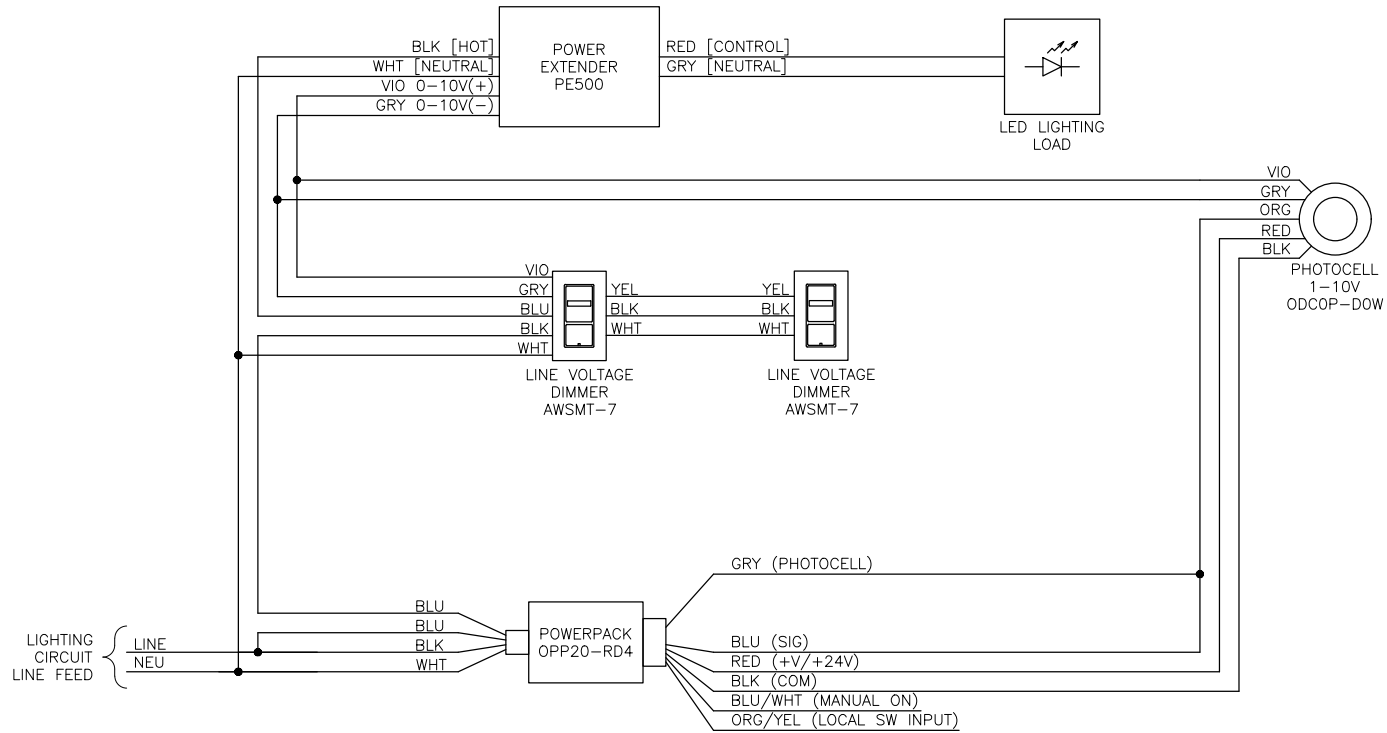 BLK [HOT]
WHT [NEUTRAL]
VIO 0-10V(+)
GRY 0-10V(-)
POWER
EXTENDER
PE500
RED [CONTROL]
GRY [NEUTRAL]
LED LIGHTING
LOAD
VIO
GRY
ORG
RED
BLK
PHOTOCELL
1-10V
ODC0P-DOW
VIO
GRY
BLU
BLK
WHT
YEL
BLK
WHT
YEL
BLK
WHT
LINE VOLTAGE
DIMMER
AWSMT-7
LINE VOLTAGE
DIMMER
AWSMT-7
GRY (PHOTOCELL)
LIGHTING
CIRCUIT
LINE FEED
LINE
NEU
BLU
BLU
BLK
WHT
POWERPACK
OPP20-RD4
BLU (SIG)
RED (+V/+24V)
BLK (COM)
BLU/WHT (MANUAL ON)
ORG/YEL (LOCAL SW INPUT)